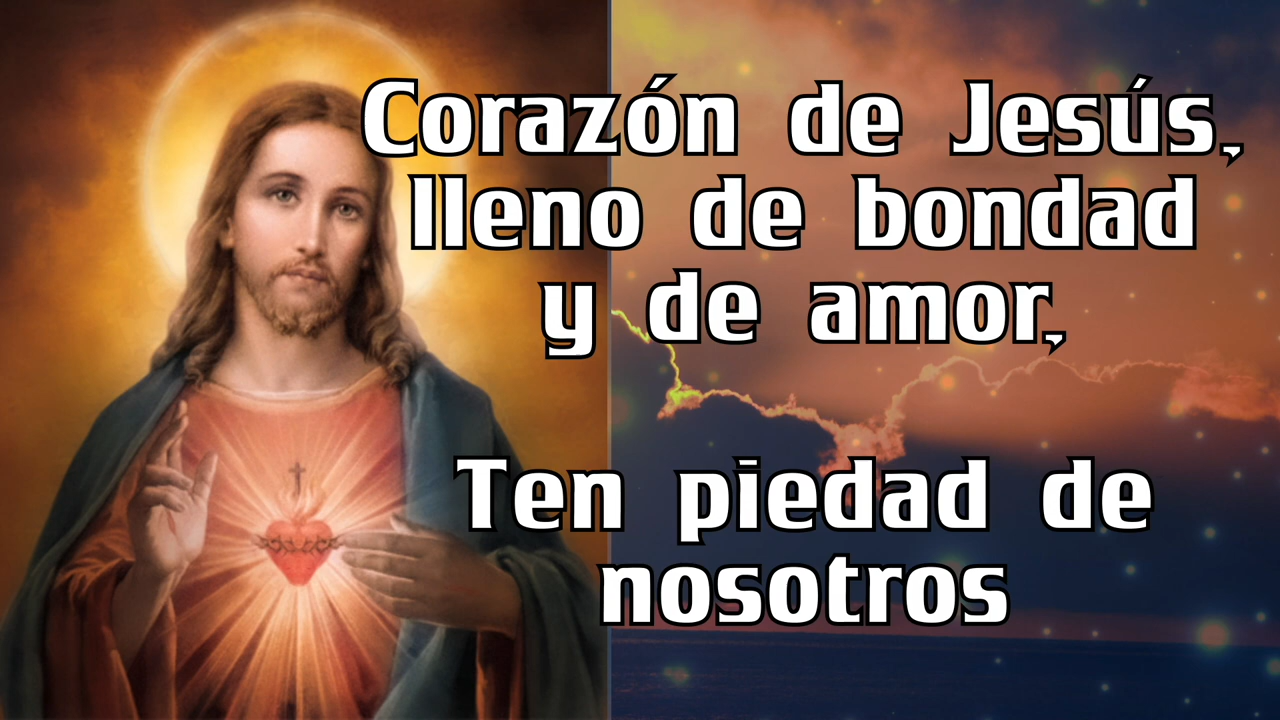 Corazón de Jesús,
lleno de bondad
y de amor,
Ten piedad de
nosotros